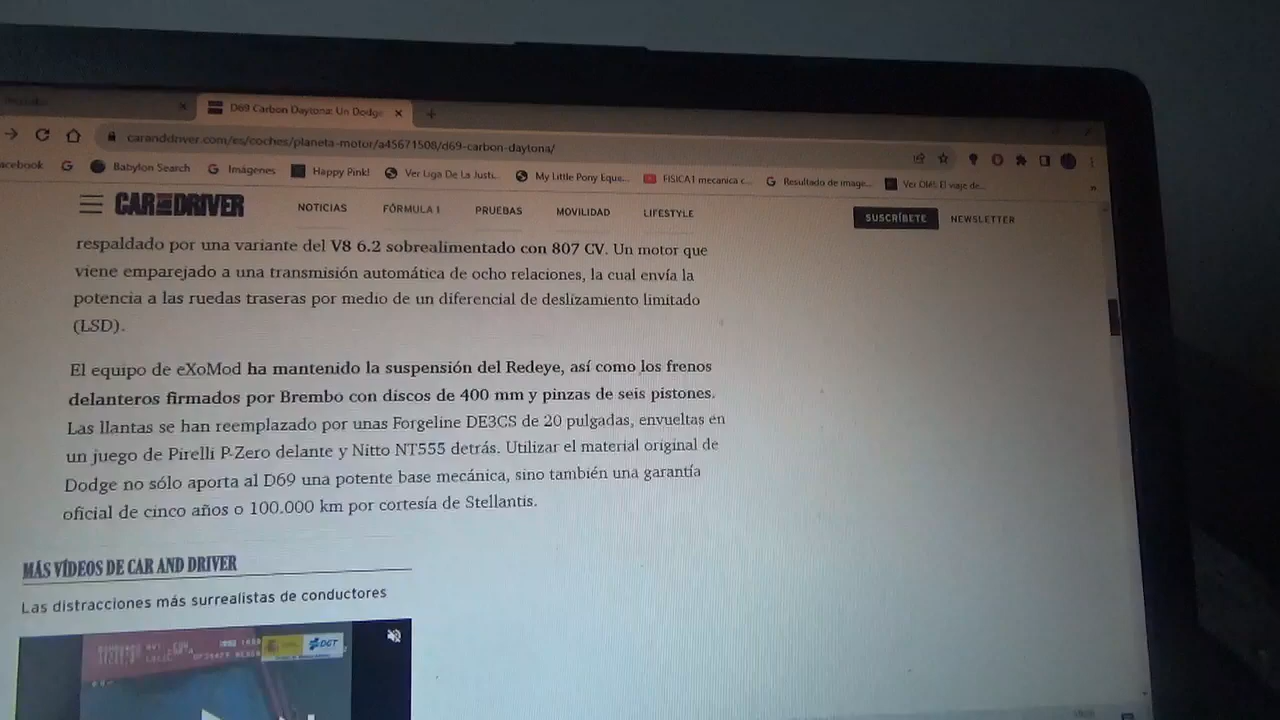 D69 Carbon Daytona: Un Dodge
caranddriver.com/es/coches/planeta-motor/a45671508/d69-carbon-daytona/
acebook
Babylon Search
Imágenes
Happy Pink!
Ver Liga De La Justi...
My Little Pony Eque...
FISICA1 mecanica c...
Resultado de image...
Ver Olé! El viaje de...
CAR AND DRIVER
NOTICIAS
FÓRMULA 1
PRUEBAS
MOVILIDAD
LIFESTYLE
SUSCRÍBETE
NEWSLETTER
respaldado por una variante del V8 6.2 sobrealimentado con 807 CV. Un motor que
viene emparejado a una transmisión automática de ocho relaciones, la cual envía la
potencia a las ruedas traseras por medio de un diferencial de deslizamiento limitado
(LSD).
El equipo de eXoMod ha mantenido la suspensión del Redeye, así como los frenos
delanteros firmados por Brembo con discos de 400 mm y pinzas de seis pistones.
Las llantas se han reemplazado por unas Forgeline DE3CS de 20 pulgadas, envueltas en
un juego de Pirelli P-Zero delante y Nitto NT555 detrás. Utilizar el material original de
Dodge no sólo aporta al D69 una potente base mecánica, sino también una garantía
oficial de cinco años o 100.000 km por cortesía de Stellantis.
MÁS VÍDEOS DE CAR AND DRIVER
Las distracciones más surrealistas de conductores
DGT